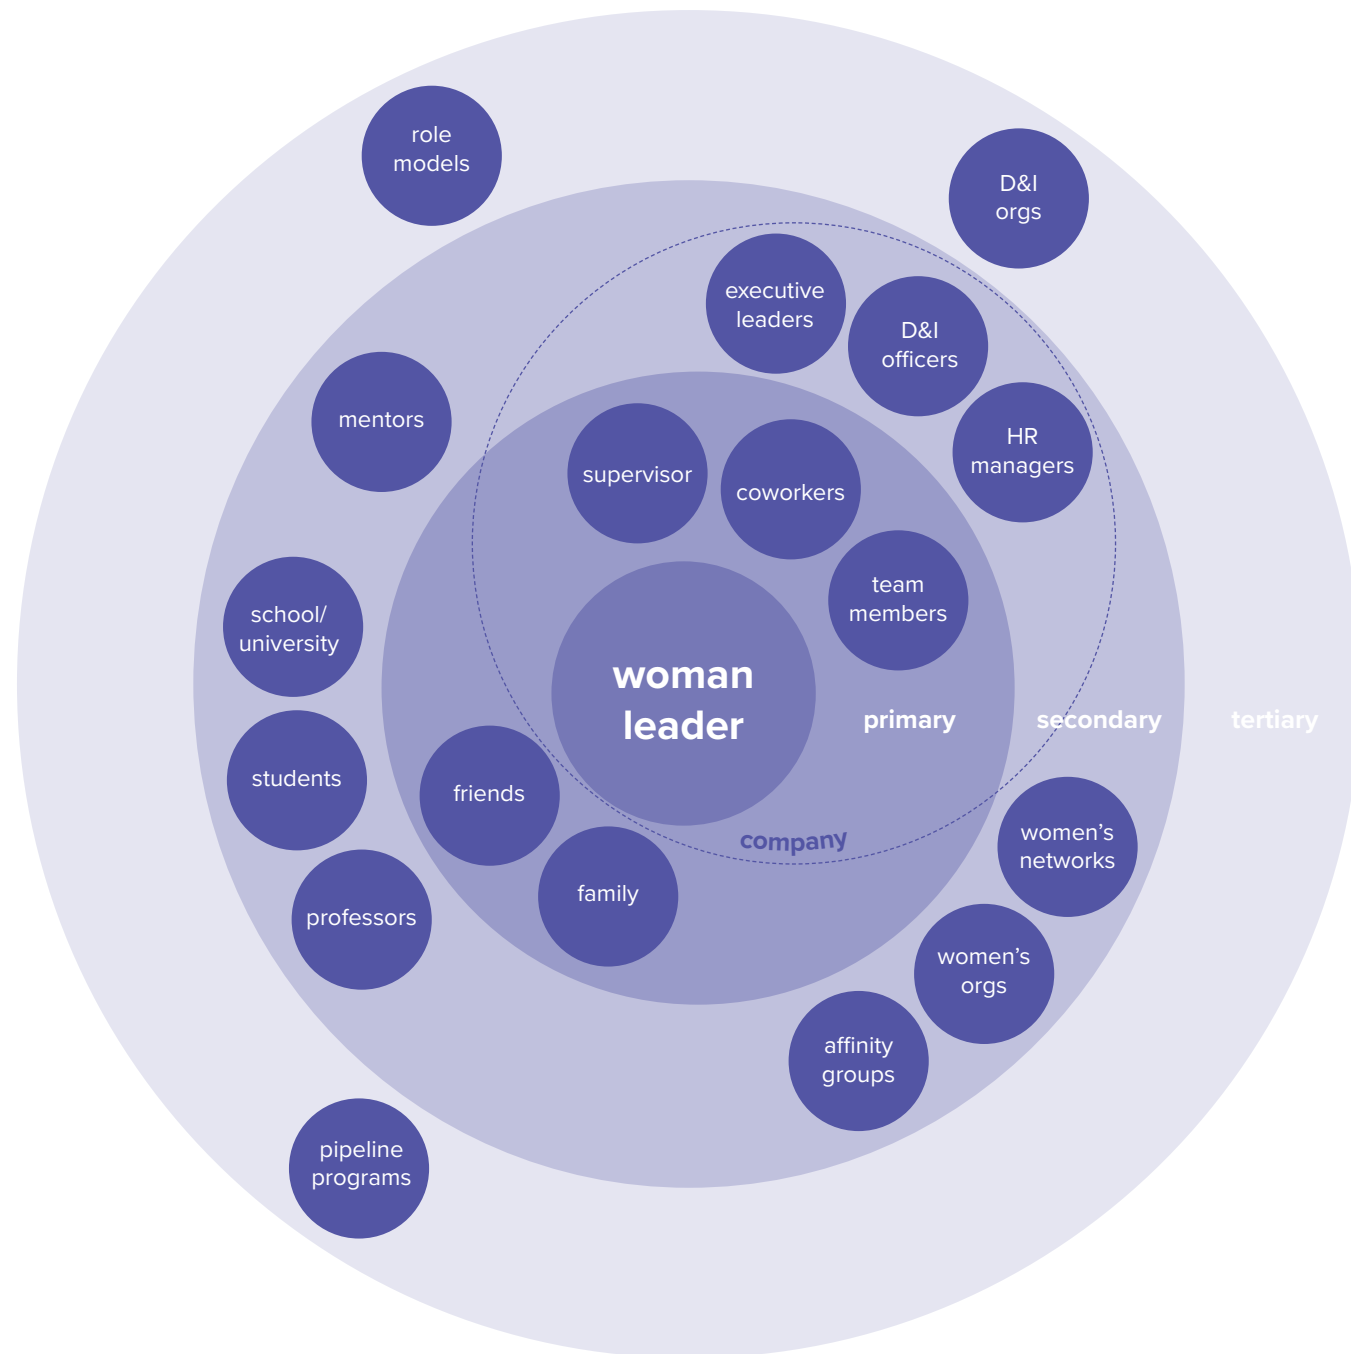 role
models
D&I
orgs
executive
leaders
D&I
officers
mentors
HR
managers
supervisor
coworkers
team
members
school/
university
woman
leader
primary
secondary
tertiary
students
friends
company
women’s
networks
family
professors
women’s
orgs
affinity
groups
pipeline
programs